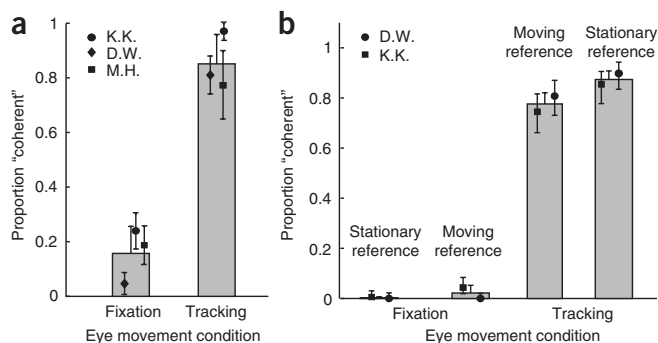 a
K.K.
D.W.
M.H.
Proportion “coherent”
1
0.8
0.6
0.4
0.2
0
Fixation Tracking
Eye movement condition
b
D.W.
K.K.
Moving
reference
Stationary
reference
Proportion “coherent”
1
0.8
0.6
0.4
0.2
0
Stationary
reference
Moving
reference
Fixation Tracking
Eye movement condition